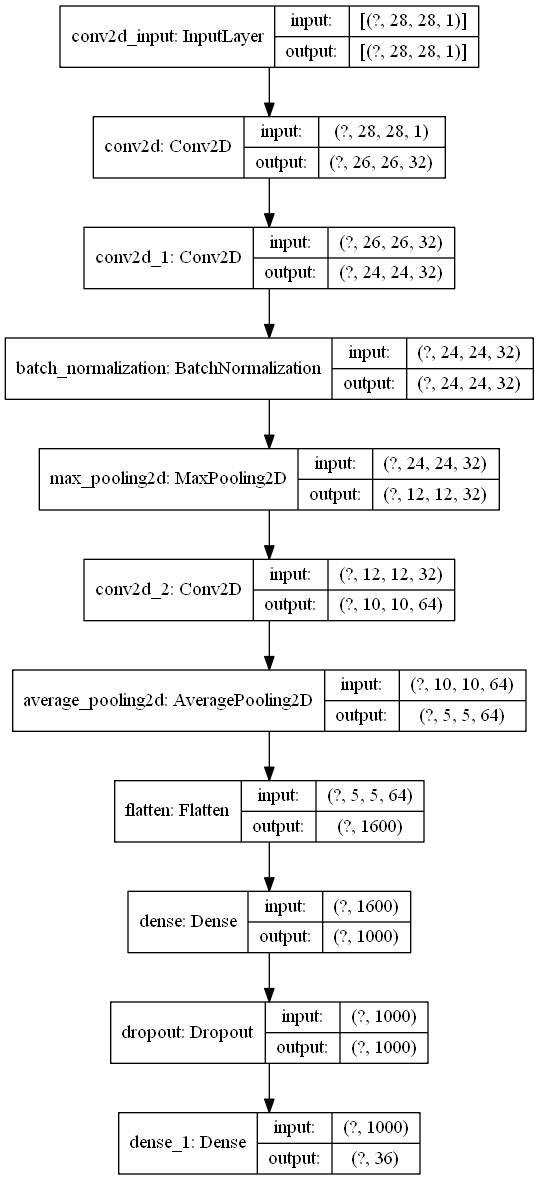 conv2d_input: InputLayer
input: [(?, 28, 28, 1)]
output: [(?, 28, 28, 1)]
conv2d: Conv2D
input: (?, 28, 28, 1)
output: (?, 26, 26, 32)
conv2d_1: Conv2D
input: (?, 26, 26, 32)
output: (?, 24, 24, 32)
batch_normalization: BatchNormalization
input: (?, 24, 24, 32)
output: (?, 24, 24, 32)
max_pooling2d: MaxPooling2D
input: (?, 24, 24, 32)
output: (?, 12, 12, 32)
conv2d_2: Conv2D
input: (?, 12, 12, 32)
output: (?, 10, 10, 64)
average_pooling2d: AveragePooling2D
input: (?, 10, 10, 64)
output: (?, 5, 5, 64)
flatten: Flatten
input: (?, 5, 5, 64)
output: (?, 1600)
dense: Dense
input: (?, 1600)
output: (?, 1000)
dropout: Dropout
input: (?, 1000)
output: (?, 1000)
dense_1: Dense
input: (?, 1000)
output: (?, 36)